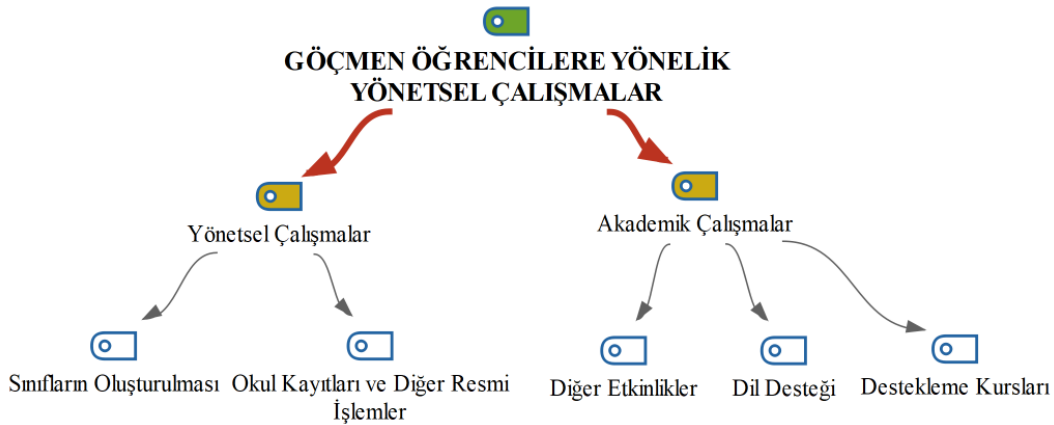 GÖÇMEN ÖĞRENCİLERE YÖNELİK
YÖNETSEL ÇALIŞMALAR
Yönetsel Çalışmalar
Akademik Çalışmalar
Sınıfların Oluşturulması
Okul Kayıtları ve Diğer Resmi
İşlemler
Diğer Etkinlikler
Dil Desteği
Destekleme Kursları